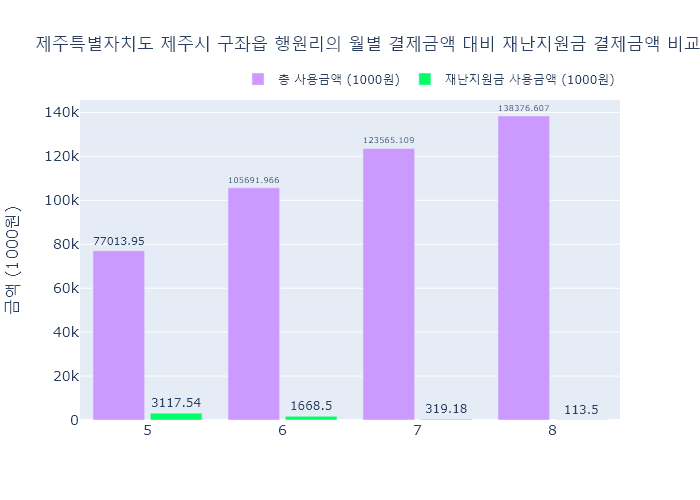 제주특별자치도 제주시 구좌읍 행원리의 월별 결제금액 대비 재난지원금 결제금액 비교
총 사용금액 (1000원) 재난지원금 사용금액 (1000원)
금액 (1000원)
140k
120k
100k
80k
60k
40k
20k
0
77013.95
105691.966
123565.109
138376.607
3117.54
1668.5
319.18
113.5
5 6 7 8